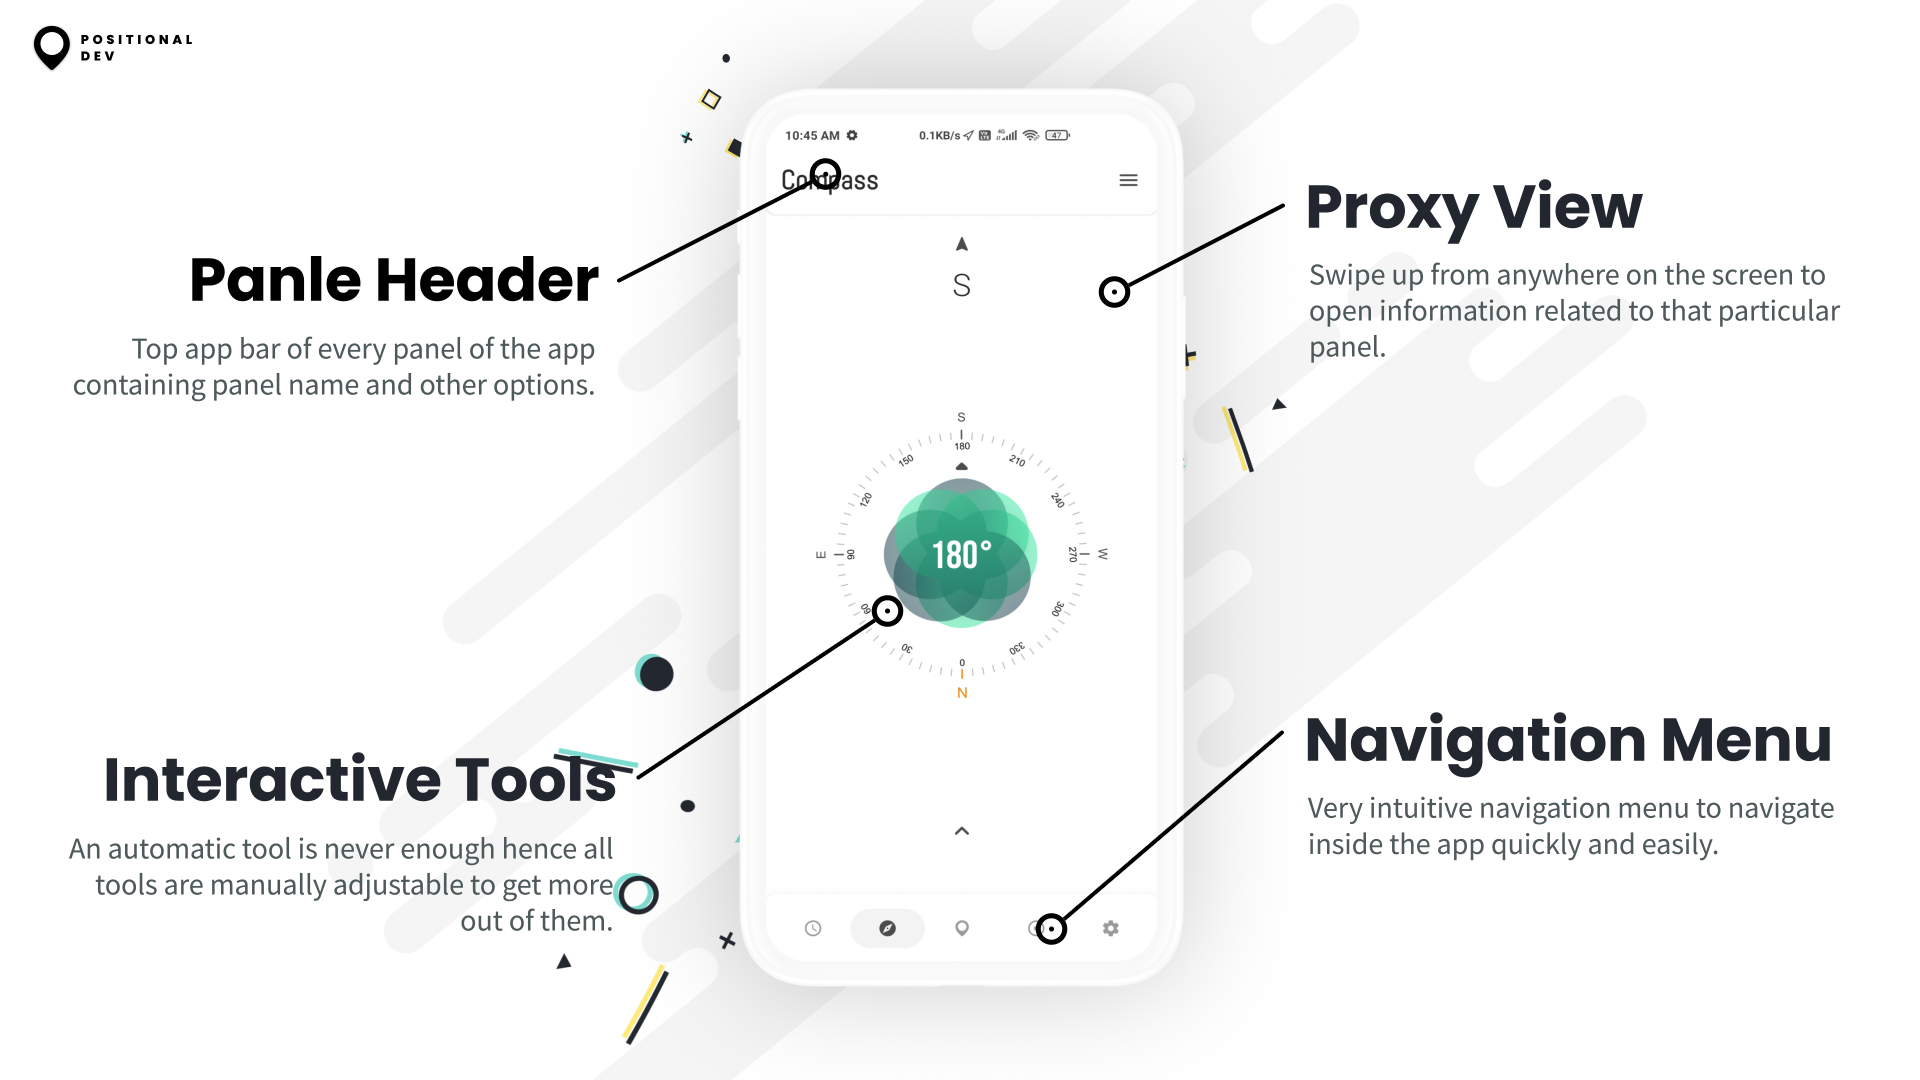 POSITIONAL
DEV
10:45 AM
0.1KB/s
4G
47
Compass
S
S
180
150
210
120
240
E
90
180°
270
W
60
300
30
330
0
N
Panle Header
Top app bar of every panel of the app
containing panel name and other options.
Proxy View
Swipe up from anywhere on the screen to
open information related to that particular
panel.
Interactive Tools
An automatic tool is never enough hence all
tools are manually adjustable to get more
out of them.
Navigation Menu
Very intuitive navigation menu to navigate
inside the app quickly and easily.